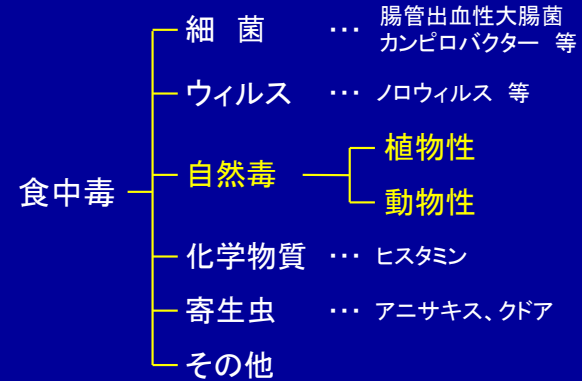 細　菌　…　腸管出血性大腸菌
カンピロバクター　等
ウィルス　…　ノロウィルス　等
植物性
食中毒　自然毒
動物性
化学物質　…　ヒスタミン
寄生虫　…　アニサキス、クドア
その他